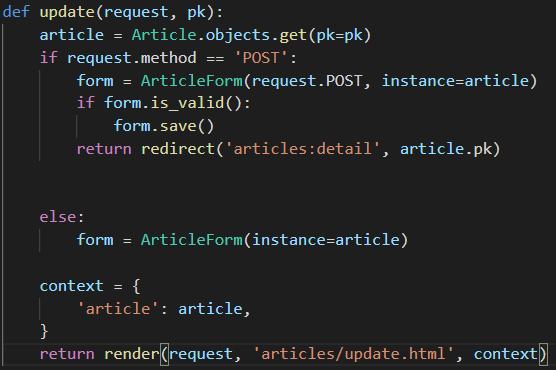 def update(request, pk):
    article = Article.objects.get(pk=pk)
    if request.method == 'POST':
        form = ArticleForm(request.POST, instance=article)
        if form.is_valid():
            form.save()
        return redirect('articles:detail', article.pk)
    else:
        form = ArticleForm(instance=article)
    context = {
        'article': article,
    }
    return render(request, 'articles/update.html', context)